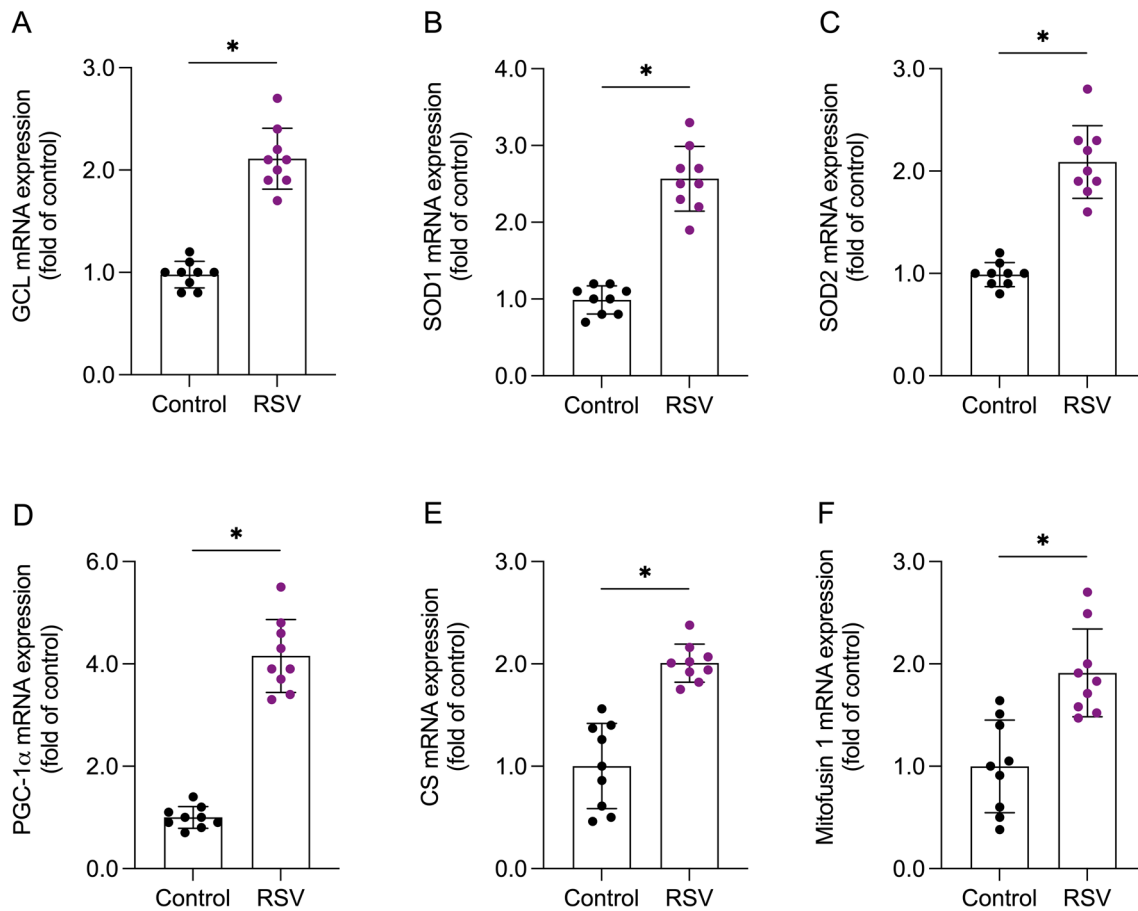 A
GCL mRNA expression
(fold of control)
3.0
2.0
1.0
0.0
*
Control RSV
B
SOD1 mRNA expression
(fold of control)
4.0
3.0
2.0
1.0
0.0
*
Control RSV
C
SOD2 mRNA expression
(fold of control)
3.0
2.0
1.0
0.0
*
Control RSV
D
PGC-1α mRNA expression
(fold of control)
6.0
4.0
2.0
0.0
*
Control RSV
E
CS mRNA expression
(fold of control)
3.0
2.0
1.0
0.0
*
Control RSV
F
Mitofusin 1 mRNA expression
(fold of control)
3.0
2.0
1.0
0.0
*
Control RSV